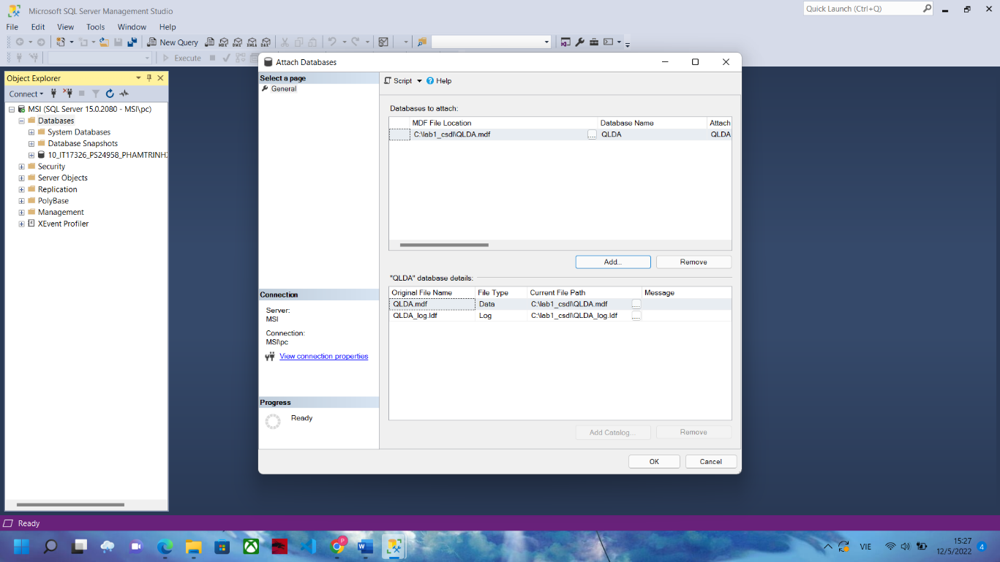 Microsoft SQL Server Management Studio
Quick Launch (Ctrl+Q)
File Edit View Tools Window Help
New Query
MDX DMX XMLA DAX
Execute
Object Explorer
Connect
MSI (SQL Server 15.0.2080 - MSI\pc)
Databases
System Databases
Database Snapshots
10_IT17326_PS24958_PHAMTRINH
Security
Server Objects
Replication
PolyBase
Management
XEvent Profiler
Attach Databases
Select a page
General
Script Help
Databases to attach:
MDF File Location Database Name Attach
C:\lab1_csdl\QLDA.mdf ... QLDA QLDA
Add... Remove
"QLDA" database details:
Original File Name File Type Current File Path Message
QLDA.mdf Data C:\lab1_csdl\QLDA.mdf ...
QLDA_log.ldf Log C:\lab1_csdl\QLDA_log.ldf ...
Add Catalog... Remove
Connection
Server:
MSI
Connection:
MSI\pc
View connection properties
Progress
Ready
OK Cancel
Ready
P
W
VIE
15:27
12/5/2022
4